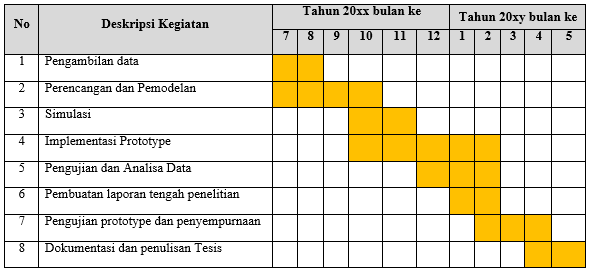 No Deskripsi Kegiatan Tahun 20xx bulan ke Tahun 20xy bulan ke
7 8 9 10 11 12 1 2 3 4 5
1 Pengambilan data
2 Perencangan dan Pemodelan
3 Simulasi
4 Implementasi Prototype
5 Pengujian dan Analisa Data
6 Pembuatan laporan tengah penelitian
7 Pengujian prototype dan penyempurnaan
8 Dokumentasi dan penulisan Tesis